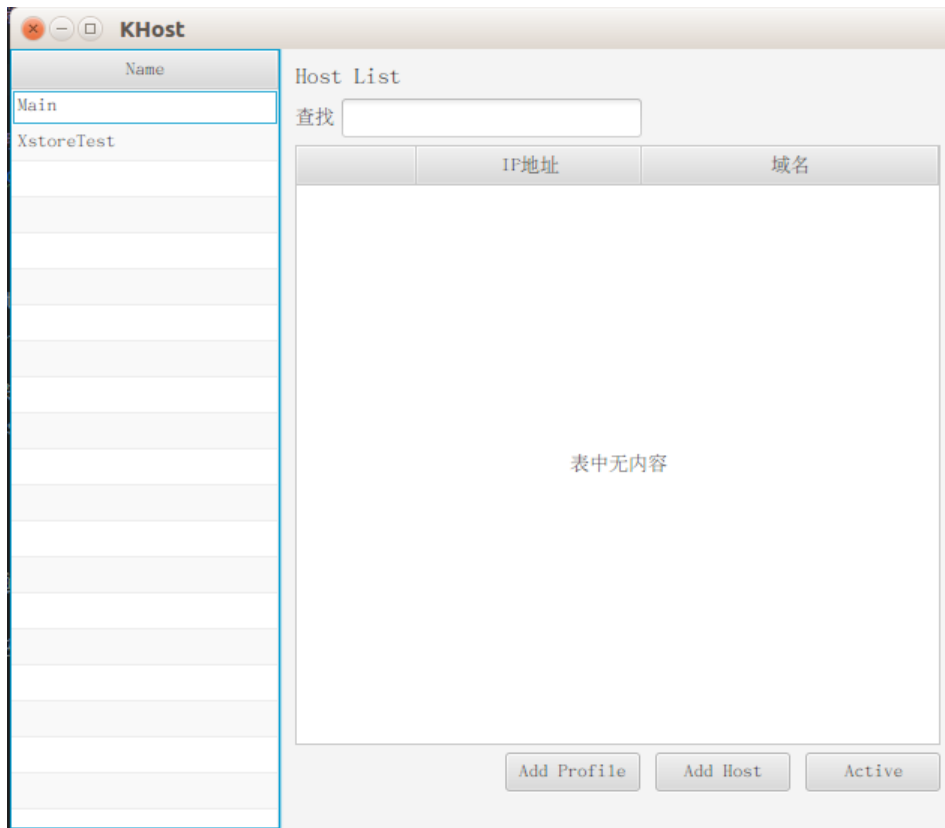 KHost
Name
Main
XstoreTest
Host List
查找
IP地址 域名
表中无内容
Add Profile Add Host Active